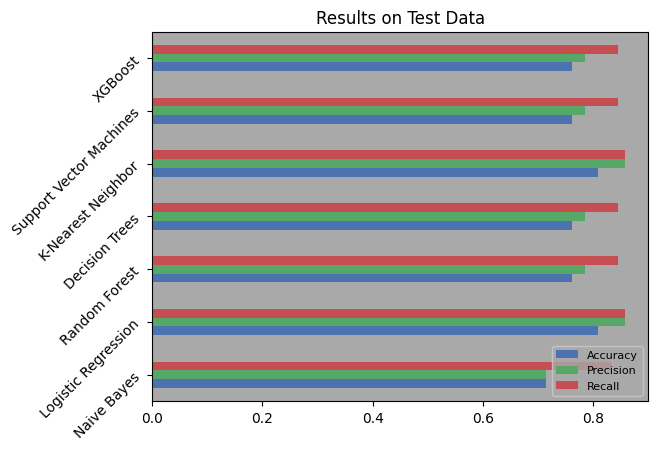 Results on Test Data
XGBoost
Support Vector Machines
K-Nearest Neighbor
Decision Trees
Random Forest
Logistic Regression
Naive Bayes
Accuracy
Precision
Recall
0.0 0.2 0.4 0.6 0.8